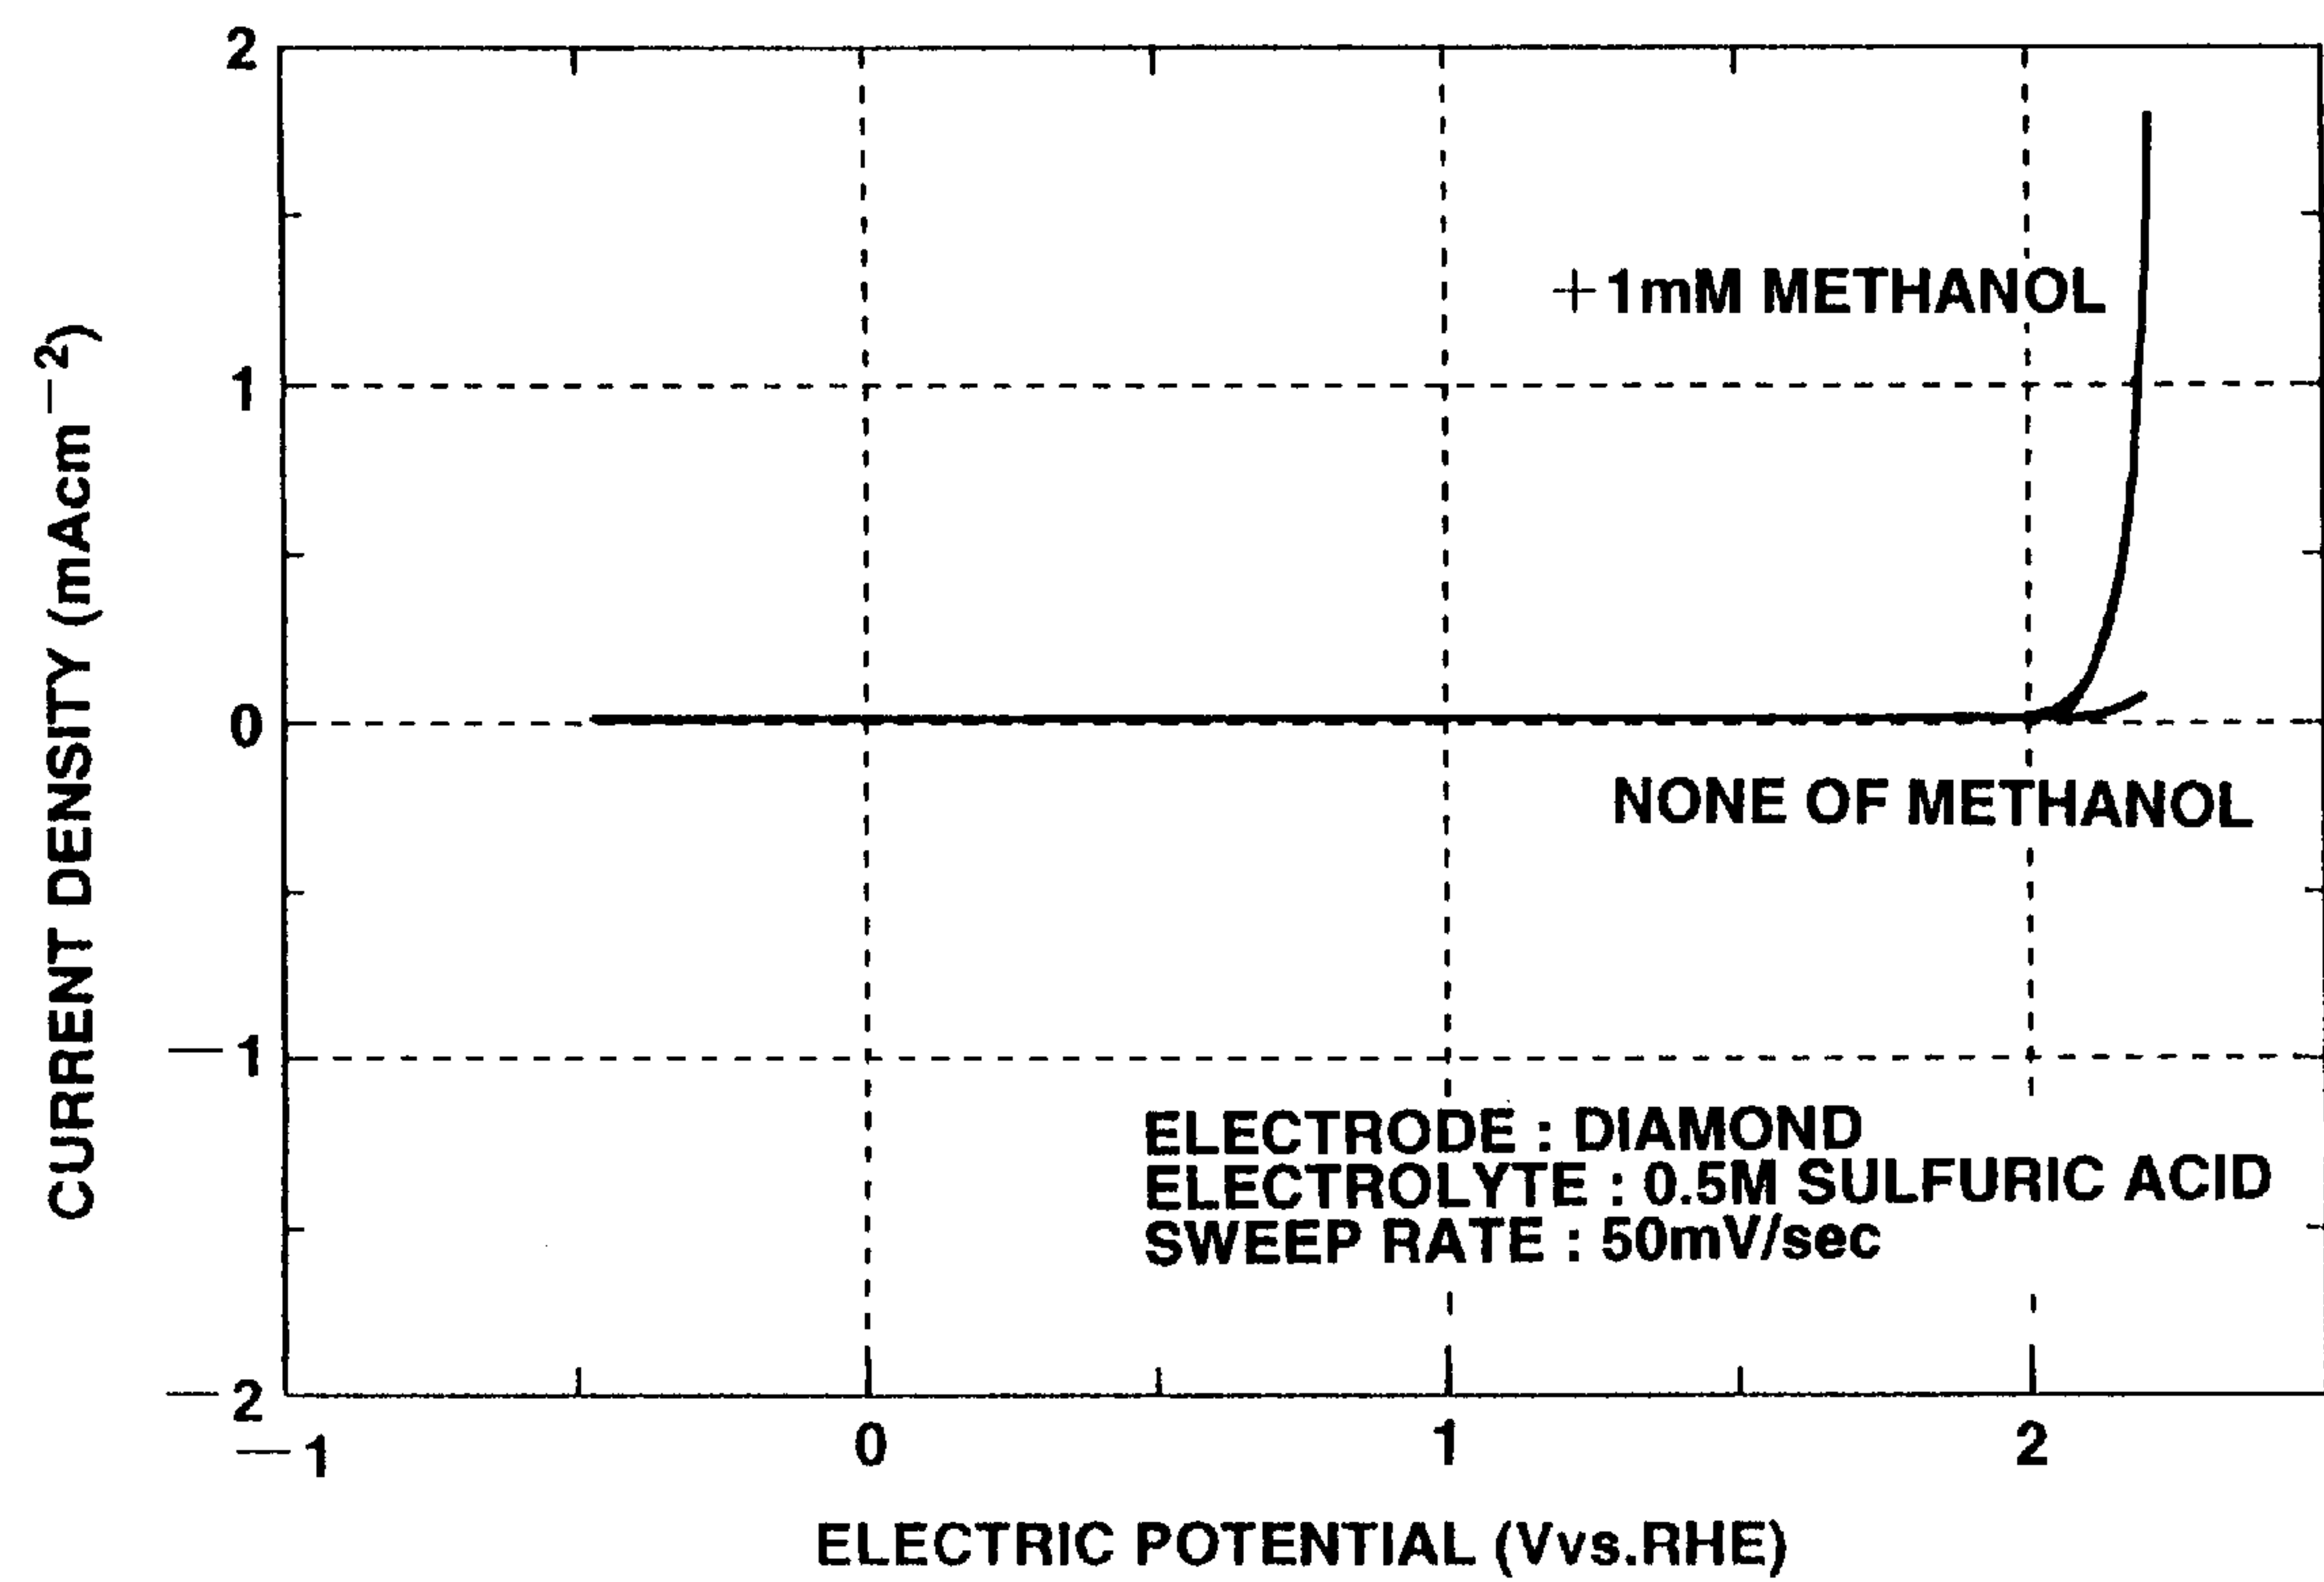 CURRENT DENSITY (mAcm⁻²)
2
1
0
−1
−2
+1mM METHANOL
NONE OF METHANOL
ELECTRODE : DIAMOND
ELECTROLYTE : 0.5M SULFURIC ACID
SWEEP RATE : 50mV/sec
−1 0 1 2
ELECTRIC POTENTIAL (Vvs.RHE)